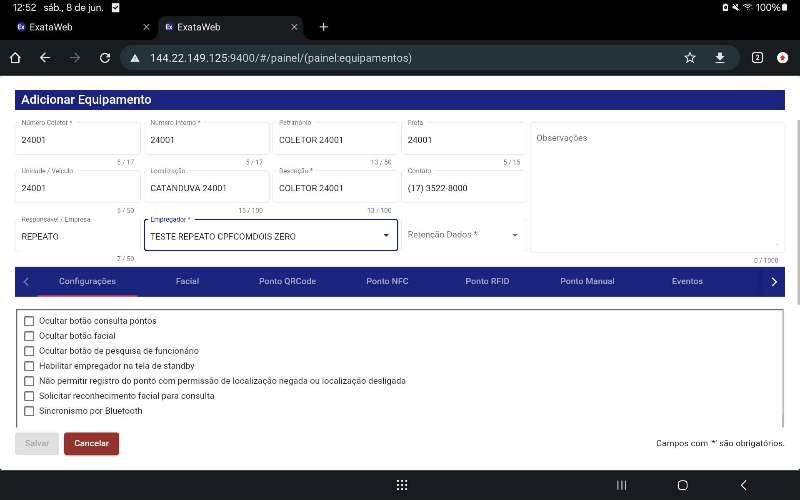 12:52 sáb., 8 de jun. 100%
ExataWeb
ExataWeb
144.22.149.125:9400/#/painel/(painel:equipamentos) 2
Adicionar Equipamento
Número Coletor * Número Interno * Patrimônio Frota
24001 24001 COLETOR 24001 24001 Observações
5 / 17 5 / 17 13 / 50 5 / 15
Unidade / Veículo Localização Descrição * Contato
24001 CATANDUVA 24001 COLETOR 24001 (17) 3522-8000
5 / 50 15 / 100 13 / 100
Responsável / Empresa Empregador *
REPEATO TESTE REPEATO CPFCOMDOIS ZERO Retenção Dados *
7 / 50 0 / 1000
Configurações Facial Ponto QRCode Ponto NFC Ponto RFID Ponto Manual Eventos
Ocultar botão consulta pontos
Ocultar botão facial
Ocultar botão de pesquisa de funcionário
Habilitar empregador na tela de standby
Não permitir registro do ponto com permissão de localização negada ou localização desligada
Solicitar reconhecimento facial para consulta
Sincronismo por Bluetooth
Salvar Cancelar Campos com '*' são obrigatórios.